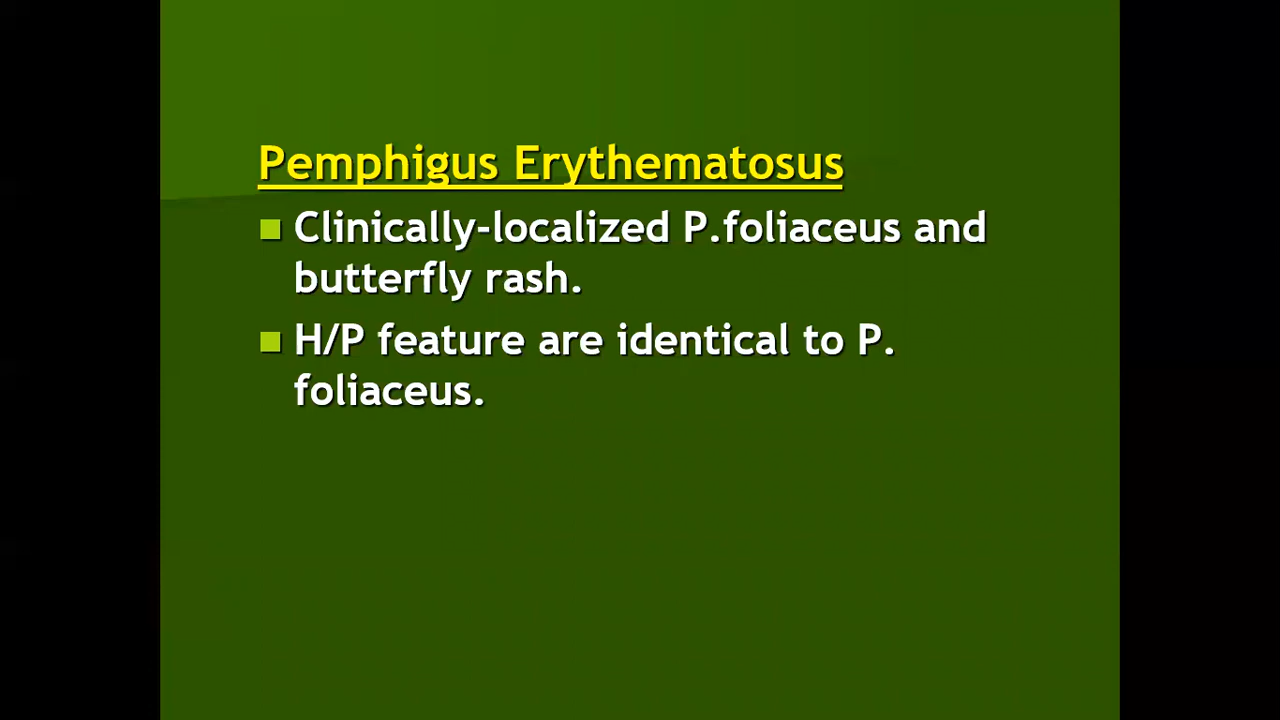 Pemphigus Erythematosus
Clinically-localized P.foliaceus and
butterfly rash.
H/P feature are identical to P.
foliaceus.